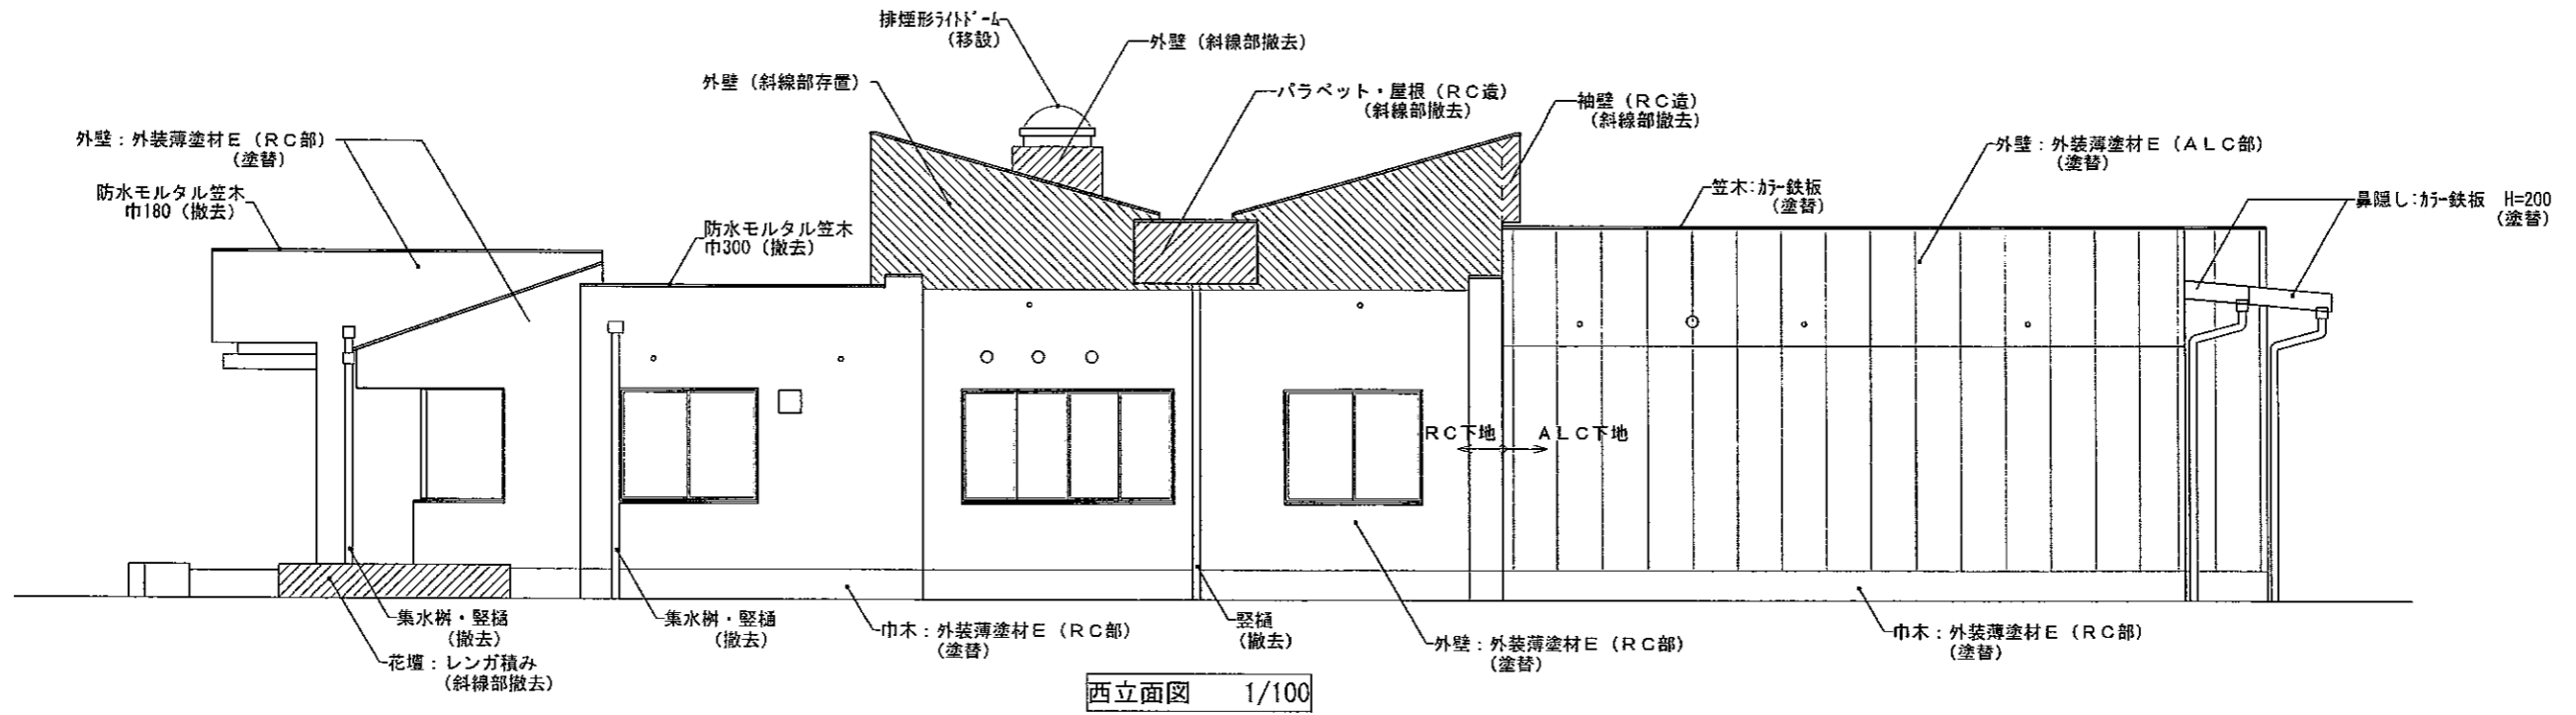 排煙形ﾗｲﾄﾄﾞｰﾑ
(移設)
外壁（斜線部撤去）
外壁（斜線部存置）
パラペット・屋根（ＲＣ造）
(斜線部撤去)
袖壁（ＲＣ造）
(斜線部撤去)
外壁：外装薄塗材Ｅ（ＲＣ部）
(塗替)
外壁：外装薄塗材Ｅ（ＡＬＣ部）
(塗替)
防水モルタル笠木
巾180（撤去）
笠木:ｶﾗｰ鉄板
(塗替)
鼻隠し:ｶﾗｰ鉄板　H=200
(塗替)
防水モルタル笠木
巾300（撤去）
ＲＣ下地
ＡＬＣ下地
集水桝・竪樋
(撤去)
花壇：レンガ積み
(斜線部撤去)
集水桝・竪樋
(撤去)
巾木：外装薄塗材Ｅ（ＲＣ部）
(塗替)
竪樋
(撤去)
外壁：外装薄塗材Ｅ（ＲＣ部）
(塗替)
巾木：外装薄塗材Ｅ（ＲＣ部）
(塗替)
西立面図　　1/100